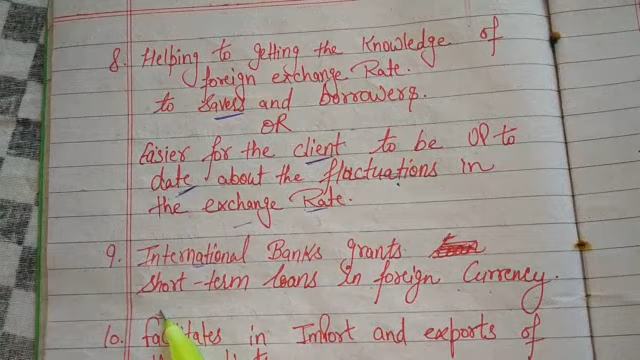 8. Helping to getting the Knowledge of
foreign exchange Rate.
to savers and borrowers.
OR
Easier for the client to be UP to
date about the fluctuations in
the exchange Rate.
9. International Banks grants
short-term loans in foreign Currency.
10. facilitates in Import and exports of